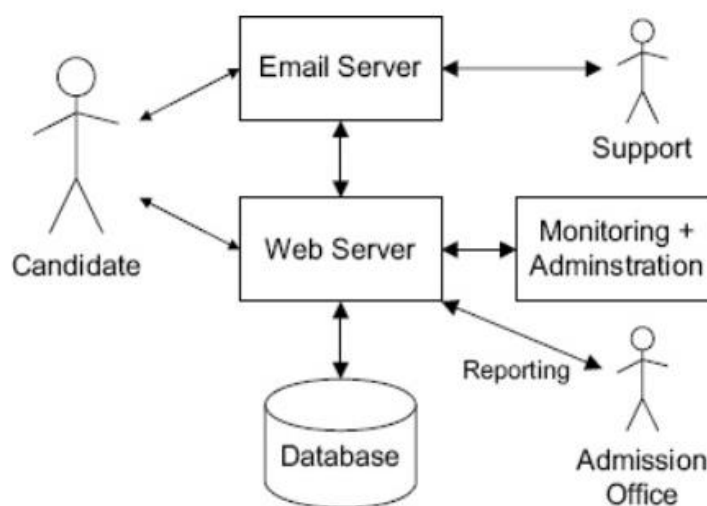 Email Server
Support
Candidate
Web Server
Monitoring +
Adminstration
Reporting
Database
Admission
Office